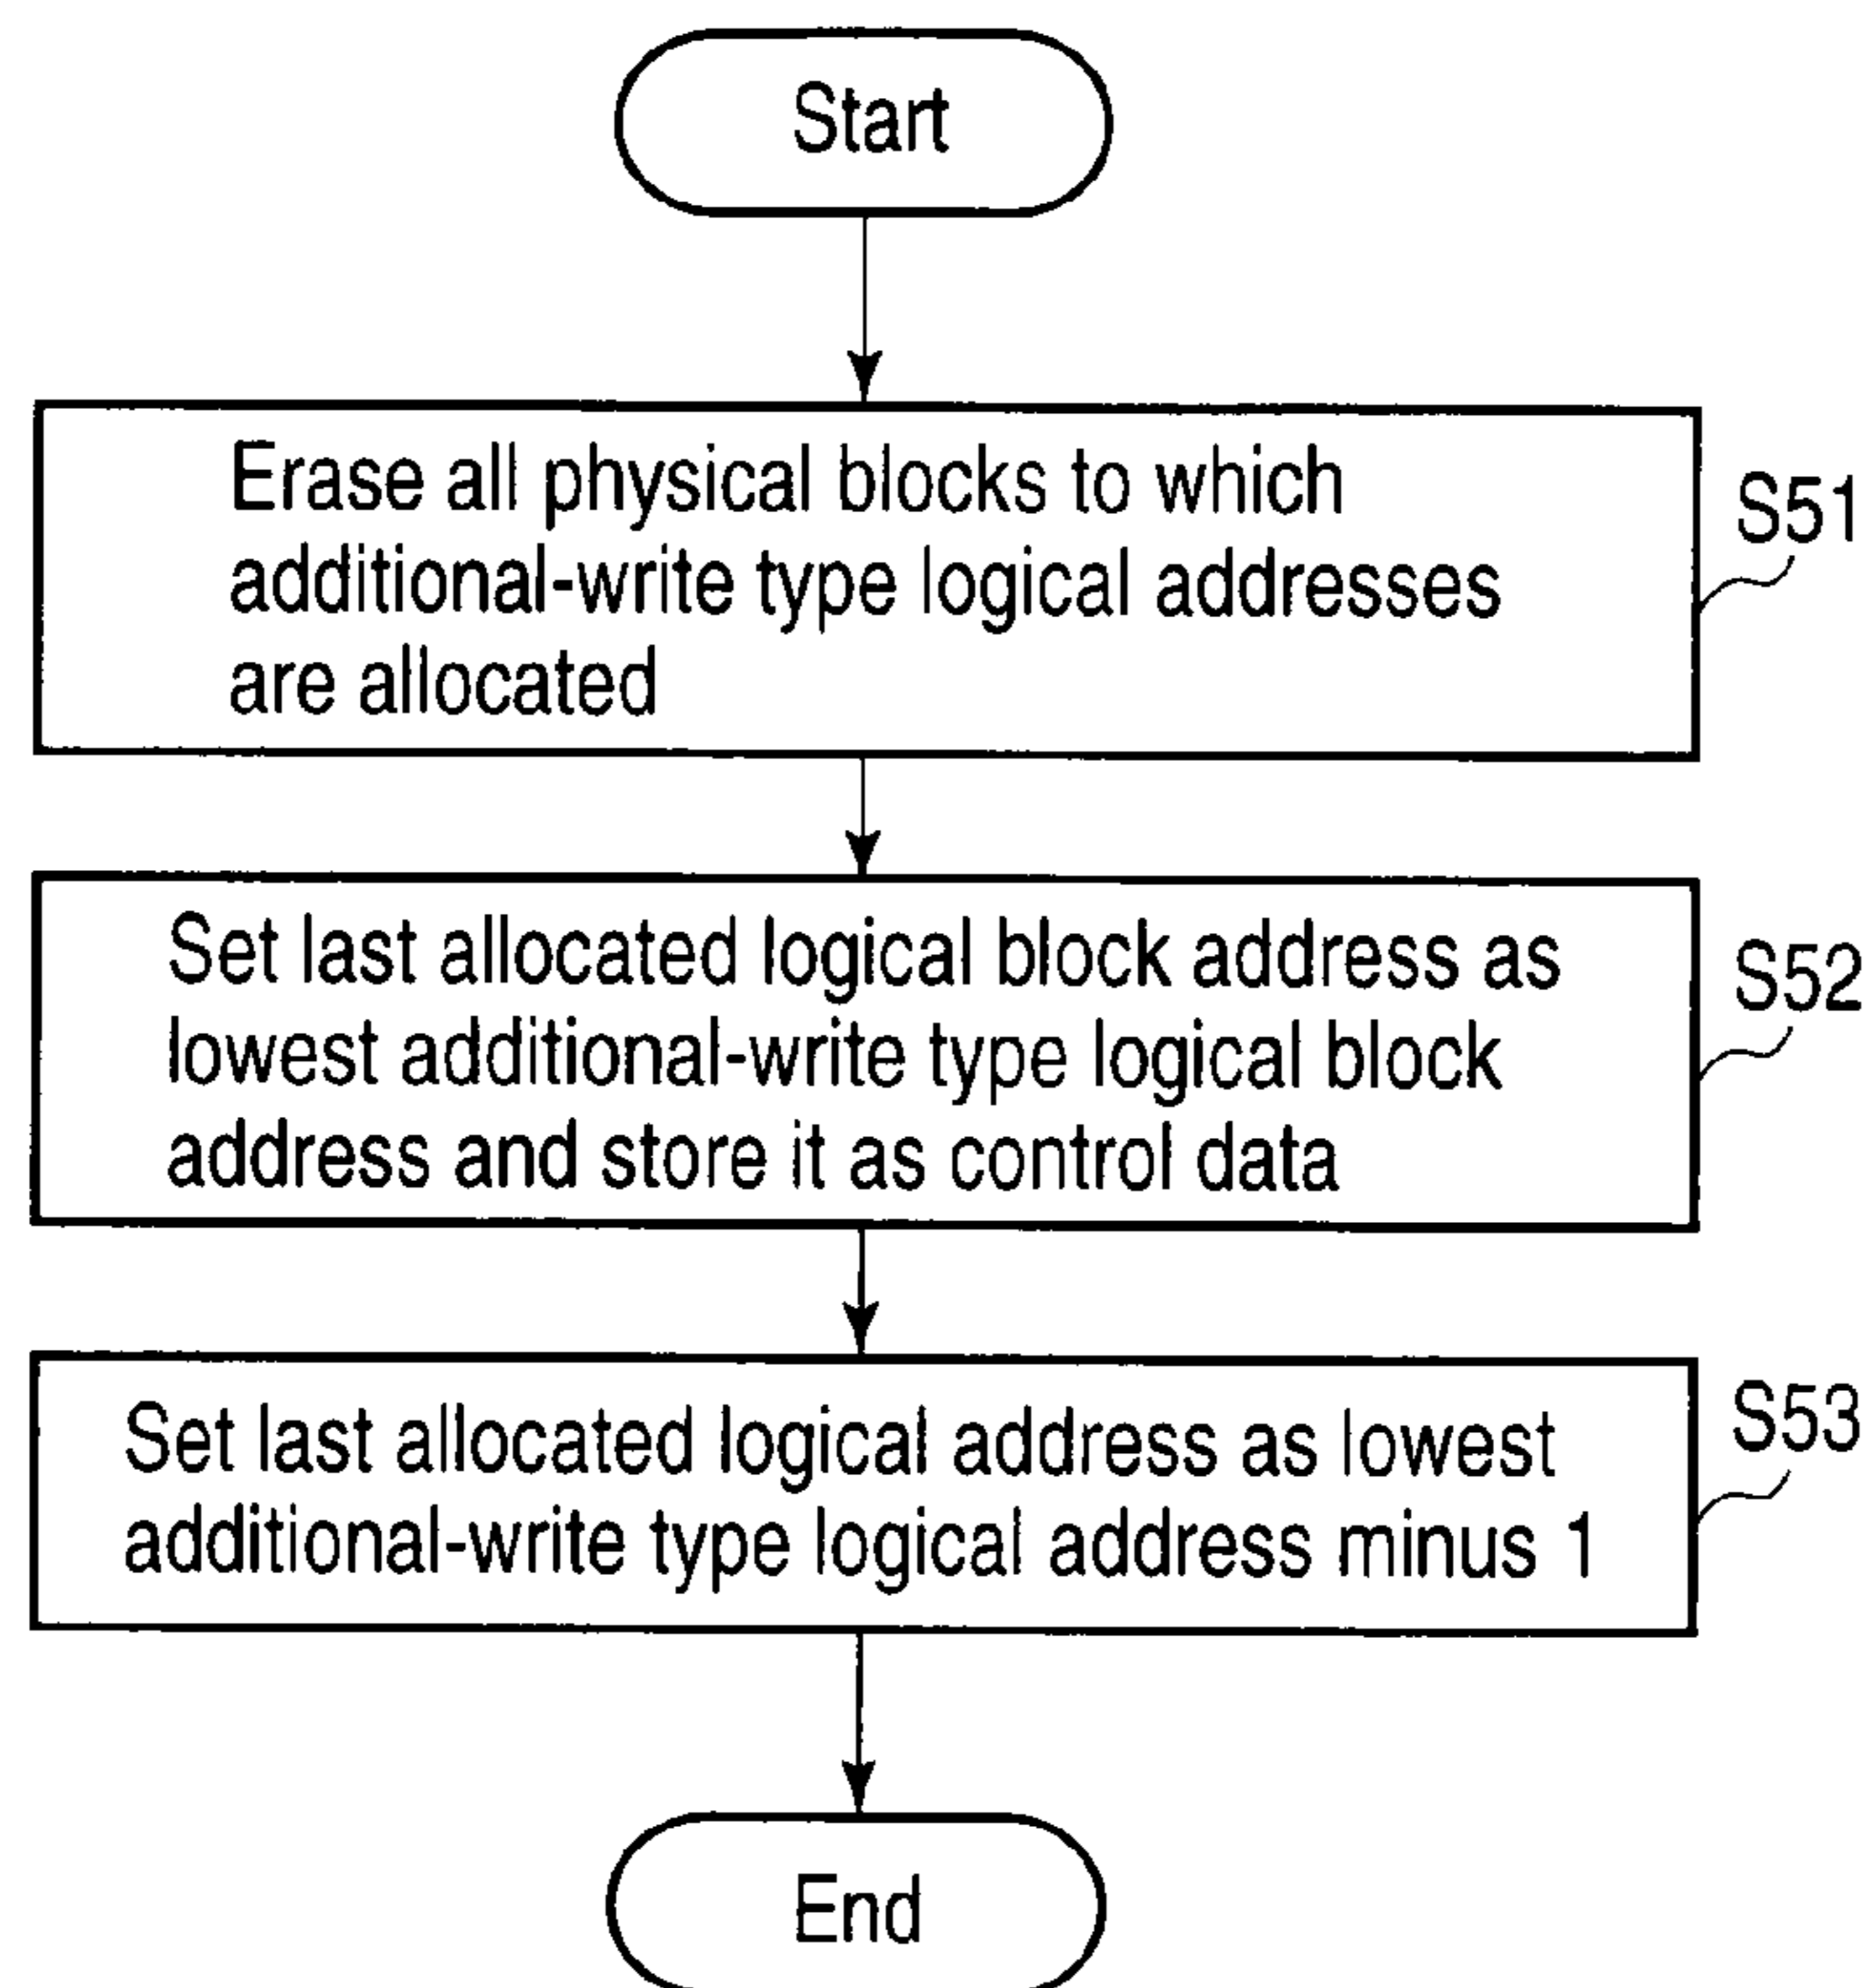 Start
Erase all physical blocks to which
additional-write type logical addresses
are allocated
S51
Set last allocated logical block address as
lowest additional-write type logical block
address and store it as control data
S52
Set last allocated logical address as lowest
additional-write type logical address minus 1
S53
End